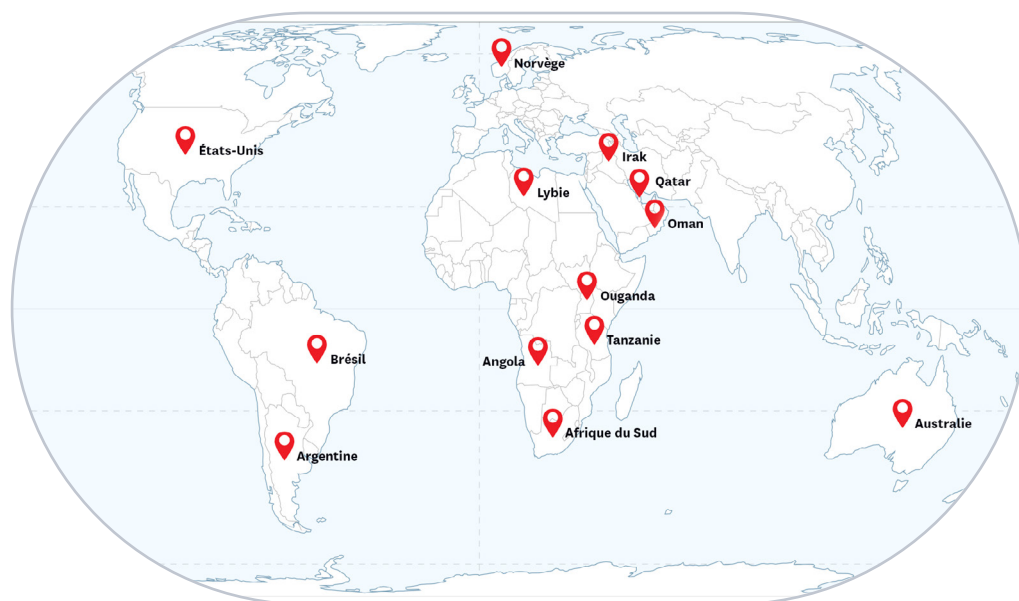 Norvège
États-Unis
Irak
Qatar
Lybie
Oman
Ouganda
Tanzanie
Brésil
Angola
Australie
Afrique du Sud
Argentine